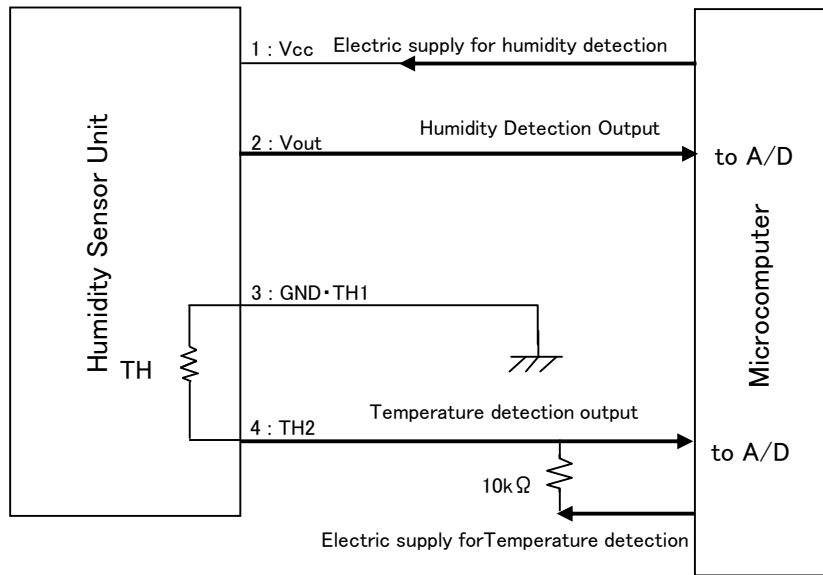 Humidity Sensor Unit
1 : Vcc
Electric supply for humidity detection
2 : Vout
Humidity Detection Output
to A/D
3 : GND・TH1
TH
4 : TH2
Temperature detection output
to A/D
10kΩ
Electric supply forTemperature detection
Microcomputer